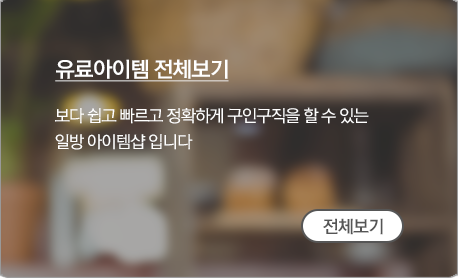 유료아이템 전체보기
보다 쉽고 빠르고 정확하게 구인구직을 할 수 있는
일방 아이템샵 입니다
전체보기